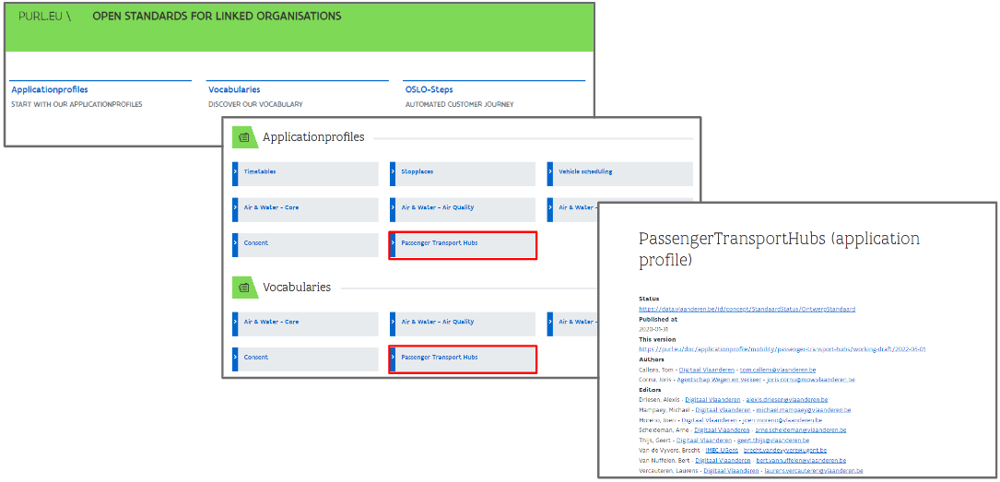 PURL.EU \ OPEN STANDARDS FOR LINKED ORGANISATIONS
Applicationprofiles
START WITH OUR APPLICATIONPROFILES
Vocabularies
DISCOVER OUR VOCABULARY
OSLO-Steps
AUTOMATED CUSTOMER JOURNEY
Applicationprofiles
Timetables
Stopplaces
Vehicle scheduling
Air & Water - Core
Air & Water - Air Quality
Air & Water -
Consent
Passenger Transport Hubs
Vocabularies
Air & Water - Core
Air & Water - Air Quality
Air & Water -
Consent
Passenger Transport Hubs
PassengerTransportHubs (application
profile)
Status
https://data.vlaanderen.be/id/concept/StandaardStatus/OntwerpStandaard
Published at
2020-01-31
This version
https://purl.eu/doc/applicationprofile/mobility/passenger-transport-hubs/working-draft/2022-03-01
Authors
Callens, Tom - Digitaal Vlaanderen - tom.callens@vlaanderen.be
Cornu, Joris - Agentschap Wegen en Verkeer - joris.cornu@mow.vlaanderen.be
Editors
Driesen, Alexis - Digitaal Vlaanderen - alexis.driesen@vlaanderen.be
Mampaey, Michael - Digitaal Vlaanderen - michael.mampaey@vlaanderen.be
Moreno, Joeri - Digitaal Vlaanderen - joeri.moreno@vlaanderen.be
Scheldeman, Arne - Digitaal Vlaanderen - arne.scheldeman@vlaanderen.be
Thijs, Geert - Digitaal Vlaanderen - geert.thijs@vlaanderen.be
Van de Vyvere, Brecht - IMEC UGent - brecht.vandevyvere@ugent.be
Van Nuffelen, Bert - Digitaal Vlaanderen - bert.vannuffelen@vlaanderen.be
Vercauteren, Laurens - Digitaal Vlaanderen - laurens.vercauteren@vlaanderen.be